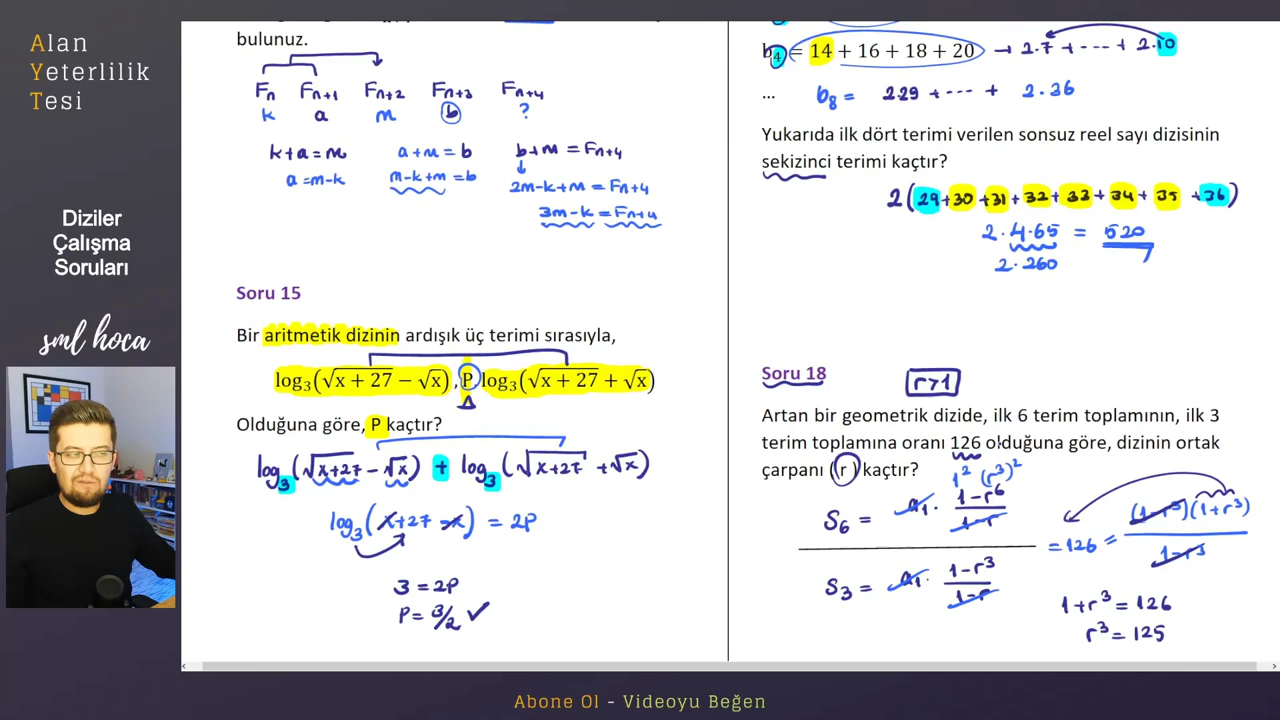 Alan
Yeterlilik
Tesi
Diziler
Çalışma
Soruları
sml hoca
bulunuz.
Fn Fn+1 Fn+2 Fn+3 Fn+4
k a m b ?
k+a=m a+m=b b+m=Fn+4
a=m-k m-k+m=b 2m-k+m=Fn+4
3m-k=Fn+4
Soru 15
Bir aritmetik dizinin ardışık üç terimi sırasıyla,
log₃(√x + 27 − √x) , P log₃(√x + 27 + √x)
Olduğuna göre, P kaçtır?
log₃(√x+27 − √x) + log₃(√x+27 + √x)
log₃(x+27 − x) = 2P
3 = 2P
P = 3/2 ✓
b₄ = 14 + 16 + 18 + 20 → 2.7 + ---- + 2.10
... b₈ = 2.29 + --- + 2.36
Yukarıda ilk dört terimi verilen sonsuz reel sayı dizisinin
sekizinci terimi kaçtır?
2(29+30+31+32+33+34+35+36)
2.4.65 = 520
2.260
Soru 18 r>1
Artan bir geometrik dizide, ilk 6 terim toplamının, ilk 3
terim toplamına oranı 126 olduğuna göre, dizinin ortak
çarpanı (r) kaçtır?
1² (r³)²
S₆ = a₁. 1-r⁶ / 1-r
S₃ = a₁. 1-r³ / 1-r
= 126 = (1-r³)(1+r³) / 1-r³
1+r³ = 126
r³ = 125
Abone Ol - Videoyu Beğen